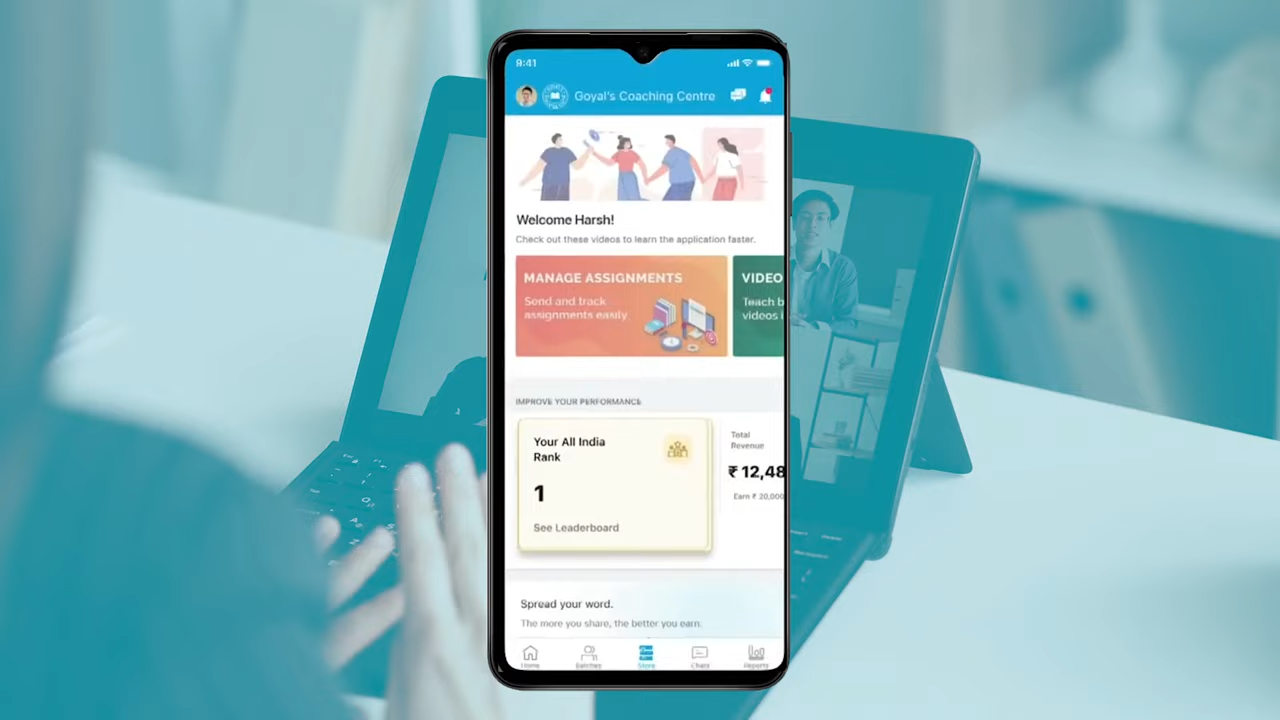 9:41
Goyal's Coaching Centre
Welcome Harsh!
Check out these videos to learn the application faster.
MANAGE ASSIGNMENTS
Send and track
assignments easily
VIDEO
Teach b
videos i
IMPROVE YOUR PERFORMANCE
Your All India
Rank
1
See Leaderboard
Total
Revenue
₹ 12,48
Earn ₹ 20,000
Spread your word.
The more you share, the better you earn.
Home
Batches
Store
Chats
Reports